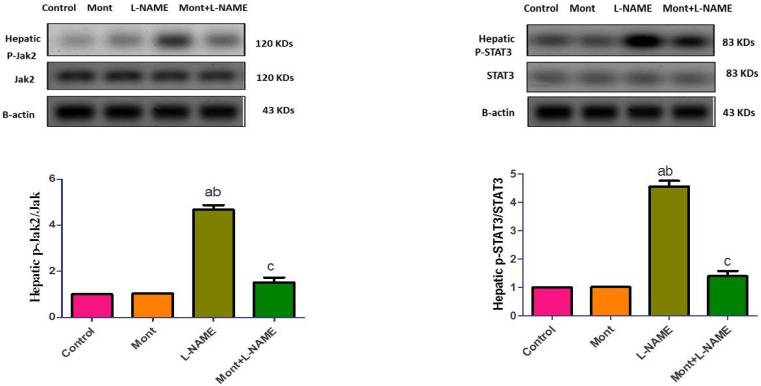 Control Mont L-NAME Mont+L-NAME
Hepatic
P-Jak2
120 KDs
Jak2
120 KDs
B-actin
43 KDs
Control Mont L-NAME Mont+L-NAME
Hepatic
P-STAT3
83 KDs
STAT3
83 KDs
B-actin
43 KDs
Hepatic p-Jak2/Jak
6
4
2
0
ab
c
Control
Mont
L-NAME
Mont+L-NAME
Hepatic p-STAT3/STAT3
5
4
3
2
1
0
ab
c
Control
Mont
L-NAME
Mont+L-NAME